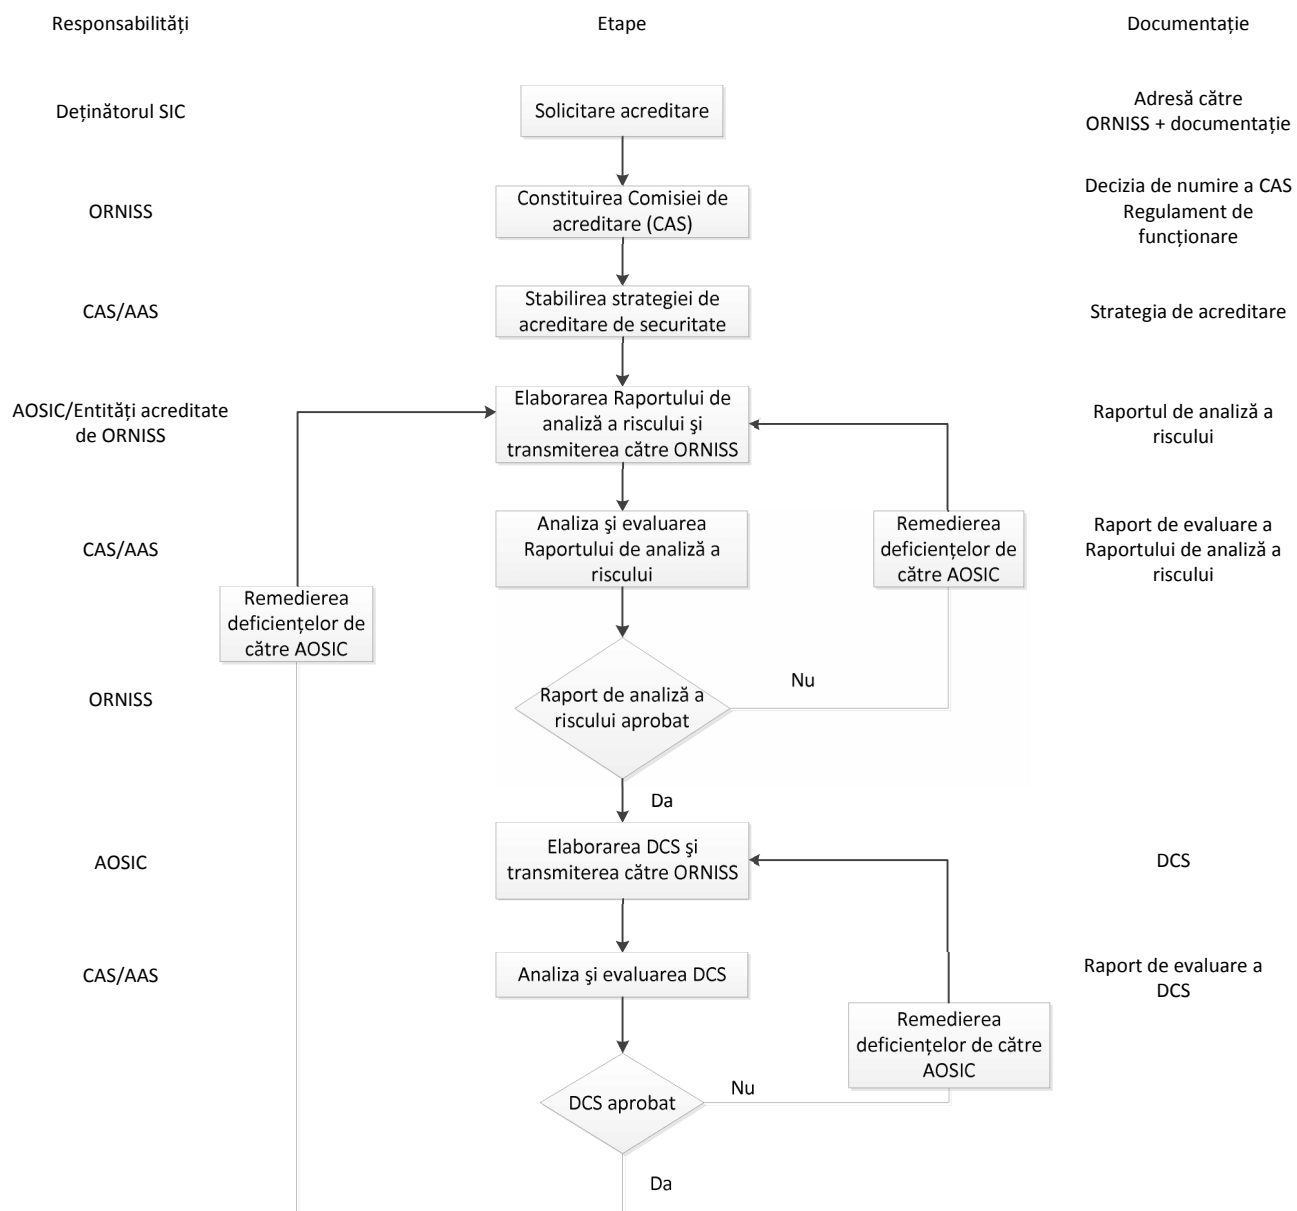 Responsabilități
Etape
Documentație
Deținătorul SIC
Solicitare acreditare
Adresă către
ORNISS + documentație
ORNISS
Constituirea Comisiei de
acreditare (CAS)
Decizia de numire a CAS
Regulament de
funcționare
CAS/AAS
Stabilirea strategiei de
acreditare de securitate
Strategia de acreditare
AOSIC/Entități acreditate
de ORNISS
Elaborarea Raportului de
analiză a riscului şi
transmiterea către ORNISS
Raportul de analiză a
riscului
CAS/AAS
Analiza şi evaluarea
Raportului de analiză a
riscului
Remedierea
deficiențelor de
către AOSIC
Raport de evaluare a
Raportului de analiză a
riscului
Remedierea
deficiențelor de
către AOSIC
ORNISS
Raport de analiză a
riscului aprobat
Nu
Da
AOSIC
Elaborarea DCS şi
transmiterea către ORNISS
DCS
CAS/AAS
Analiza şi evaluarea DCS
Raport de evaluare a
DCS
Remedierea
deficiențelor de către
AOSIC
DCS aprobat
Nu
Da